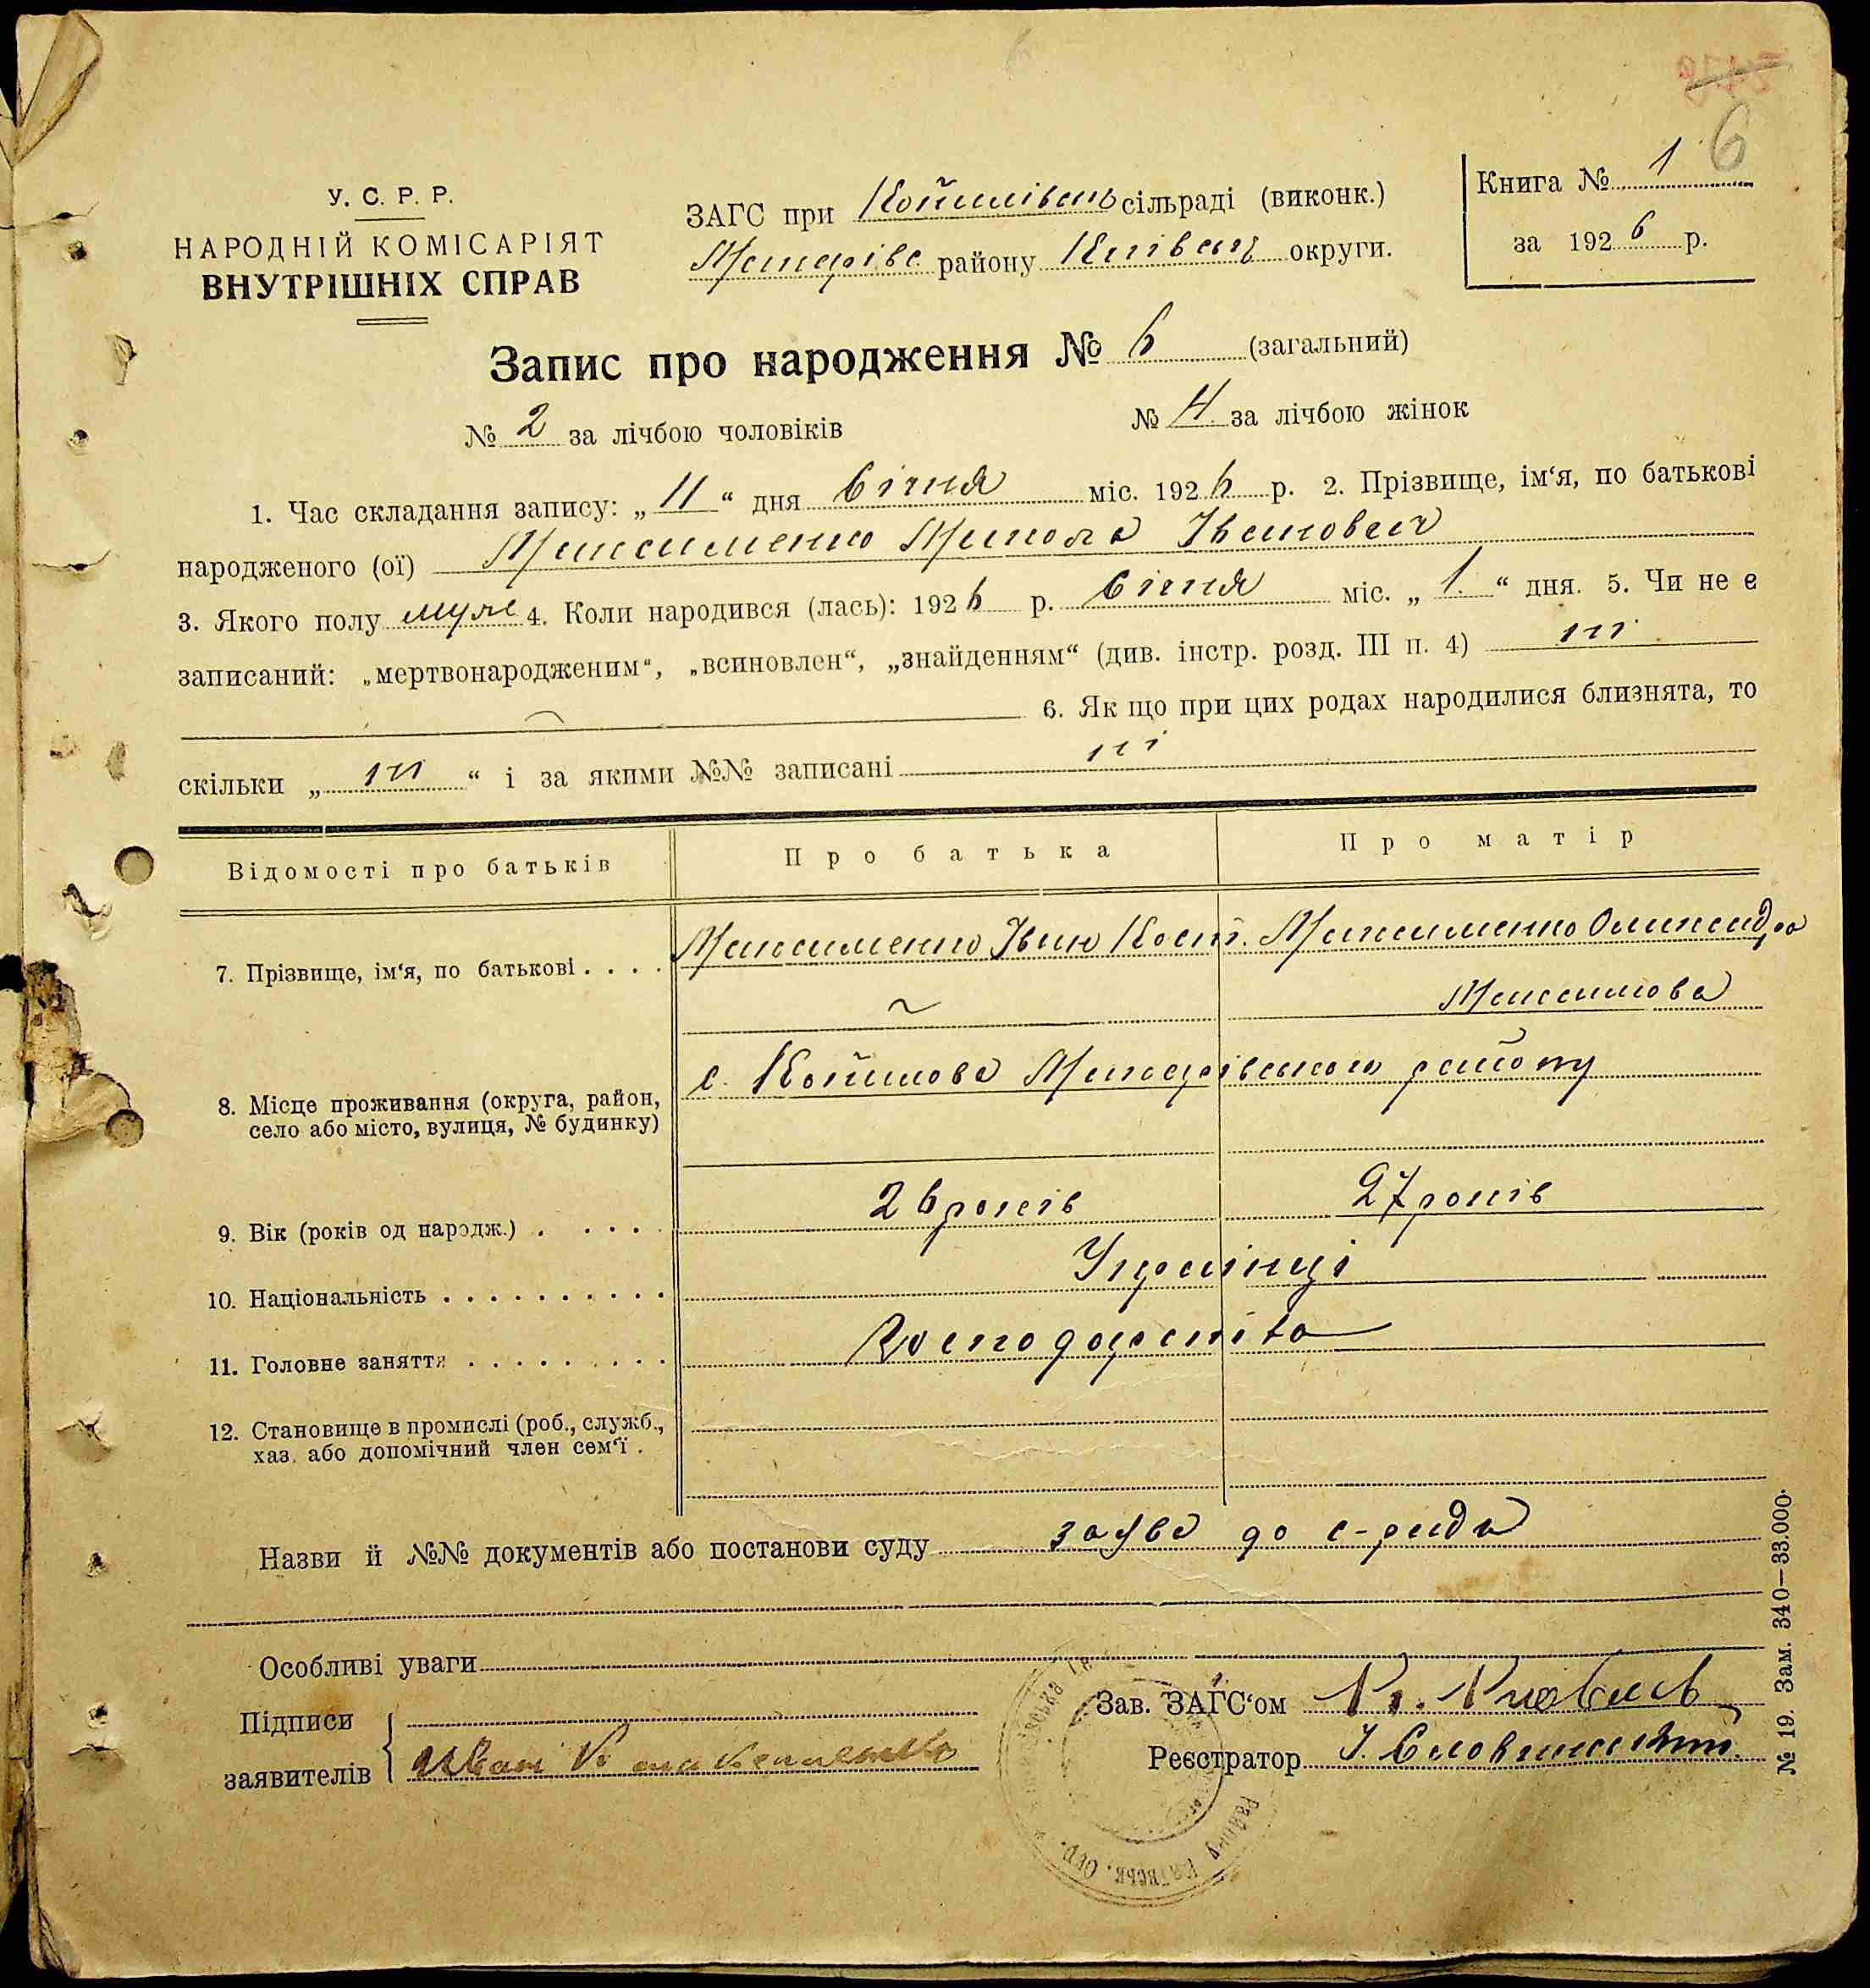 6
У. С. Р. Р.
НАРОДНІЙ КОМІСАРІЯТ
ВНУТРІШНІХ СПРАВ
ЗАГС при Копилівськ сільраді (виконк.)
Макарівс. району Київськ округи.
Книга № 1
за 1926 р.
Запис про народження № 6 (загальний)
№ 2 за лічбою чоловіків № 4 за лічбою жінок
1. Час складання запису: „11“ дня Січня міс. 1926 р. 2. Прізвище, ім‘я, по батькові
народженого (ої) Максименко Микола Іванович
3. Якого полу муж 4. Коли народився (лась): 1926 р. Січня міс. „1.“ дня. 5. Чи не є
записаний: „мертвонародженим“, „всиновлен“, „знайденням“ (див. інстр. розд. III п. 4) ні
6. Як що при цих родах народилися близнята, то
скільки „ ні “ і за якими №№ записані ні
Відомості про батьків Про батька Про матір
7. Прізвище, ім‘я, по батькові . . . . Максименко Іван Кост. Максименко Олександра
Максимова
8. Місце проживання (округа, район, с. Копилова Макарівського району
село або місто, вулиця, № будинку)
9. Вік (років од народж.) . . . . . 26 років 27 років
10. Національність . . . . . . . . . . Українці
11. Головне заняття . . . . . . . . . Господарство
12. Становище в промислі (роб., служб.,
хаз. або допомічний член сем‘ї .
Назви й №№ документів або постанови суду заява до с-ради
Особливі уваги
Підписи
заявителів Иван К Максименко
Зав. ЗАГС‘ом
Реєстратор І.
№ 19. Зам. 340—33.000.